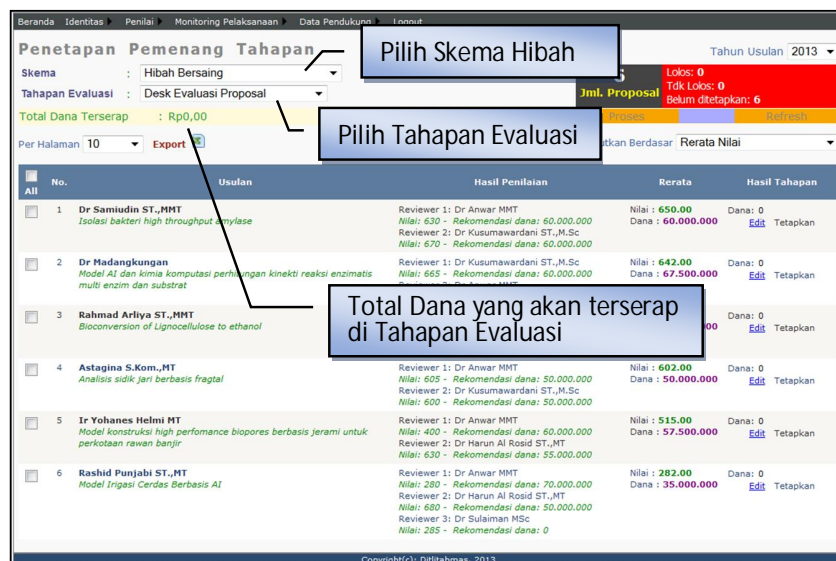 Beranda Identitas Penilai Monitoring Pelaksanaan Data Pendukung Logout
Penetapan Pemenang Tahapan
Pilih Skema Hibah
Tahun Usulan 2013
Skema : Hibah Bersaing
Tahapan Evaluasi : Desk Evaluasi Proposal
6
Jml. Proposal
Lolos: 0
Tdk Lolos: 0
Belum ditetapkan: 6
Total Dana Terserap : Rp0,00
Pilih Tahapan Evaluasi
Proses Refresh
Per Halaman 10 Export
Berdasar Rerata Nilai
All No. Usulan Hasil Penilaian Rerata Hasil Tahapan
1 Dr Samiudin ST.,MMT
Isolasi bakteri high throughput amylase
Reviewer 1: Dr Anwar MMT
Nilai: 630 - Rekomendasi dana: 60.000.000
Reviewer 2: Dr Kusumawardani ST.,M.Sc
Nilai: 670 - Rekomendasi dana: 60.000.000
Nilai : 650.00
Dana : 60.000.000
Dana: 0
Edit Tetapkan
2 Dr Madangkungan
Model AI dan kimia komputasi perhitungan kinekti reaksi enzimatis
multi enzim dan substrat
Reviewer 1: Dr Kusumawardani ST.,M.Sc
Nilai: 665 - Rekomendasi dana: 60.000.000
Nilai : 642.00
Dana : 67.500.000
Dana: 0
Edit Tetapkan
Total Dana yang akan terserap
di Tahapan Evaluasi
3 Rahmad Arliya ST.,MMT
Bioconversion of Lignocellulose to ethanol
Dana: 0
Edit Tetapkan
4 Astagina S.Kom.,MT
Analisis sidik jari berbasis fragtal
Reviewer 1: Dr Anwar MMT
Nilai: 605 - Rekomendasi dana: 50.000.000
Reviewer 2: Dr Kusumawardani ST.,M.Sc
Nilai: 600 - Rekomendasi dana: 50.000.000
Nilai : 602.00
Dana : 50.000.000
Dana: 0
Edit Tetapkan
5 Ir Yohanes Helmi MT
Model konstruksi high perfomance biopores berbasis jerami untuk
perkotaan rawan banjir
Reviewer 1: Dr Anwar MMT
Nilai: 400 - Rekomendasi dana: 60.000.000
Reviewer 2: Dr Harun Al Rosid ST.,MT
Nilai: 630 - Rekomendasi dana: 55.000.000
Nilai : 515.00
Dana : 57.500.000
Dana: 0
Edit Tetapkan
6 Rashid Punjabi ST.,MT
Model Irigasi Cerdas Berbasis AI
Reviewer 1: Dr Anwar MMT
Nilai: 280 - Rekomendasi dana: 70.000.000
Reviewer 2: Dr Harun Al Rosid ST.,MT
Nilai: 680 - Rekomendasi dana: 50.000.000
Reviewer 3: Dr Sulaiman MSc
Nilai: 285 - Rekomendasi dana: 0
Nilai : 282.00
Dana : 35.000.000
Dana: 0
Edit Tetapkan
Copyright(c): Ditlitabmas, 2013